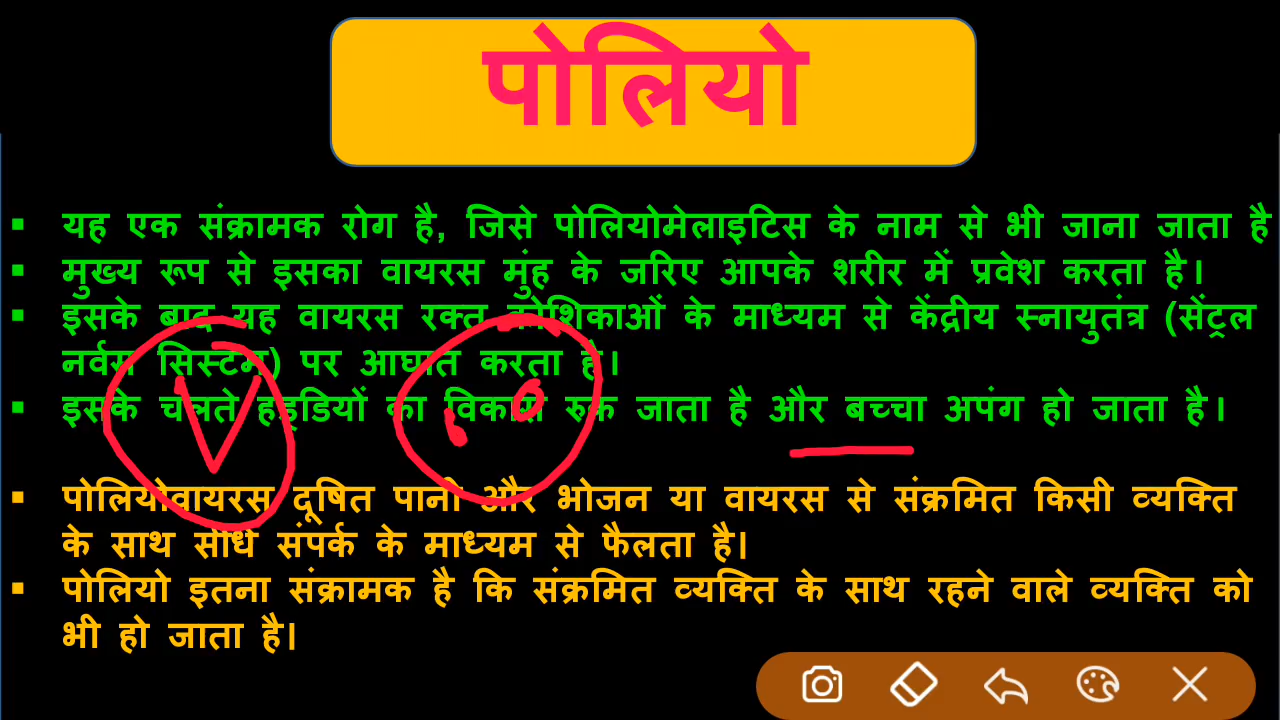 पोलियो
▪ यह एक संक्रामक रोग है, जिसे पोलियोमेलाइटिस के नाम से भी जाना जाता है
▪ मुख्य रूप से इसका वायरस मुंह के जरिए आपके शरीर में प्रवेश करता है।
▪ इसके बाद यह वायरस रक्त कोशिकाओं के माध्यम से केंद्रीय स्नायुतंत्र (सेंट्रल
नर्वस सिस्टम) पर आघात करता है।
▪ इसके चलते हड्डियों का विकास रुक जाता है और बच्चा अपंग हो जाता है।
▪ पोलियोवायरस दूषित पानी और भोजन या वायरस से संक्रमित किसी व्यक्ति
के साथ सीधे संपर्क के माध्यम से फैलता है।
▪ पोलियो इतना संक्रामक है कि संक्रमित व्यक्ति के साथ रहने वाले व्यक्ति को
भी हो जाता है।
V